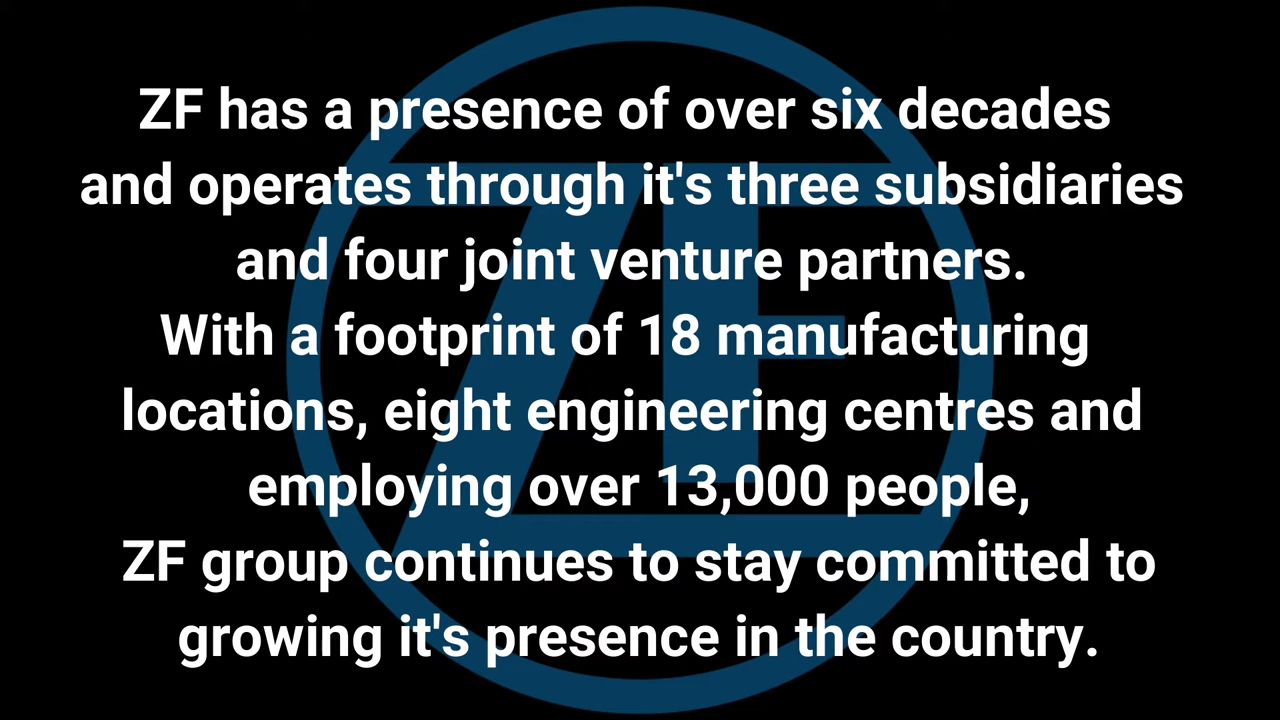 ZF has a presence of over six decades
and operates through it's three subsidiaries
and four joint venture partners.
With a footprint of 18 manufacturing
locations, eight engineering centres and
employing over 13,000 people,
ZF group continues to stay committed to
growing it's presence in the country.
ZF